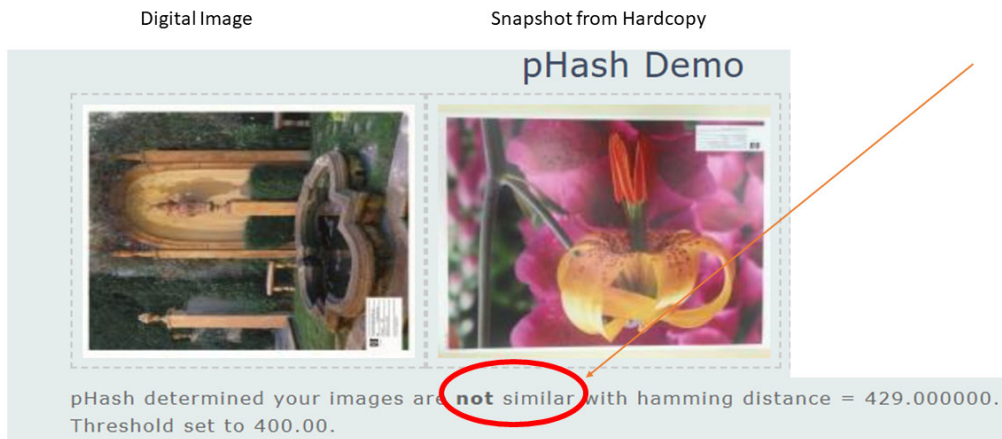 Digital Image
Snapshot from Hardcopy
pHash Demo
pHash determined your images are not similar with hamming distance = 429.000000.
Threshold set to 400.00.